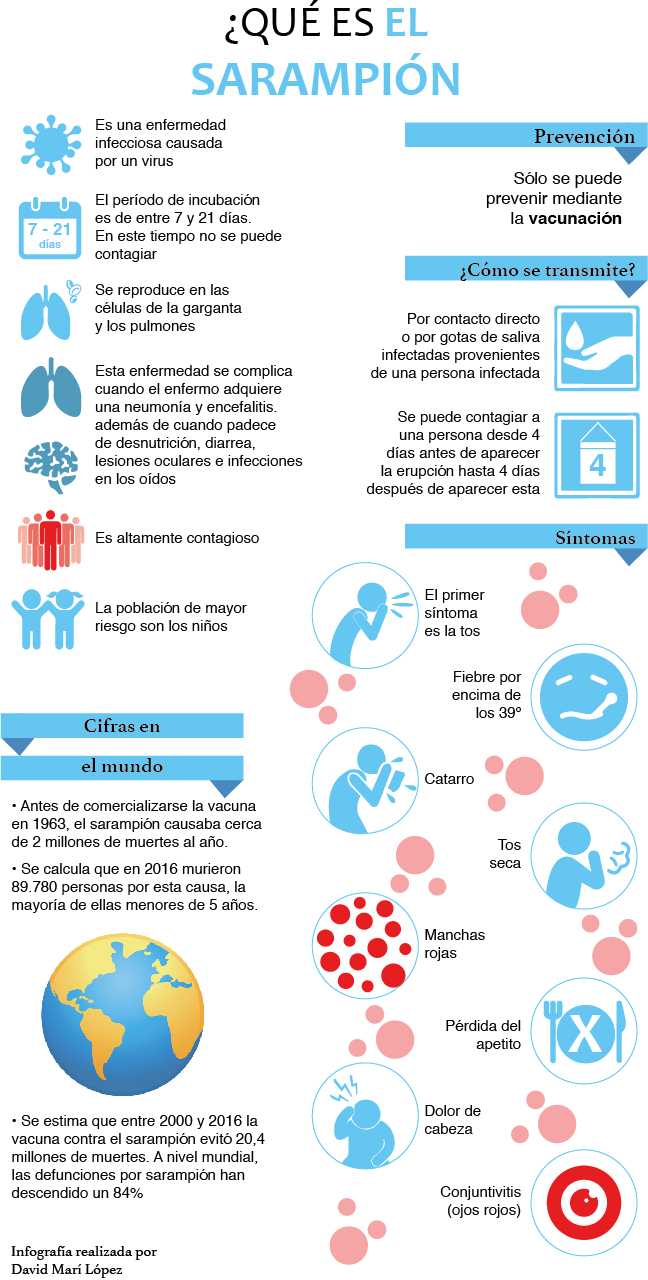 ¿QUÉ ES EL
SARAMPIÓN
Es una enfermedad
infecciosa causada
por un virus
7 - 21
días
El período de incubación
es de entre 7 y 21 días.
En este tiempo no se puede
contagiar
Se reproduce en las
células de la garganta
y los pulmones
Esta enfermedad se complica
cuando el enfermo adquiere
una neumonía y encefalitis.
además de cuando padece
de desnutrición, diarrea,
lesiones oculares e infecciones
en los oídos
Es altamente contagioso
La población de mayor
riesgo son los niños
Prevención
Sólo se puede
prevenir mediante
la vacunación
¿Cómo se transmite?
Por contacto directo
o por gotas de saliva
infectadas provenientes
de una persona infectada
Se puede contagiar a
una persona desde 4
días antes de aparecer
la erupción hasta 4 días
después de aparecer esta
4
Síntomas
El primer
síntoma
es la tos
Fiebre por
encima de
los 39º
Catarro
Tos
seca
Manchas
rojas
Pérdida del
apetito
X
Dolor de
cabeza
Conjuntivitis
(ojos rojos)
Cifras en
el mundo
• Antes de comercializarse la vacuna
en 1963, el sarampión causaba cerca
de 2 millones de muertes al año.
• Se calcula que en 2016 murieron
89.780 personas por esta causa, la
mayoría de ellas menores de 5 años.
• Se estima que entre 2000 y 2016 la
vacuna contra el sarampión evitó 20,4
millones de muertes. A nivel mundial,
las defunciones por sarampión han
descendido un 84%
Infografía realizada por
David Marí López